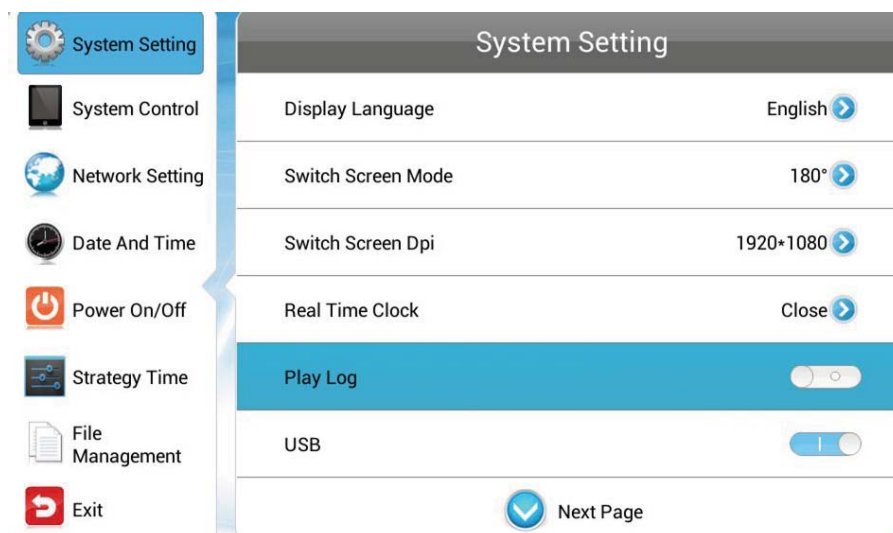 System Setting
System Control
Network Setting
Date And Time
Power On/Off
Strategy Time
File
Management
Exit
System Setting
Display Language English
Switch Screen Mode 180°
Switch Screen Dpi 1920*1080
Real Time Clock Close
Play Log
USB
Next Page